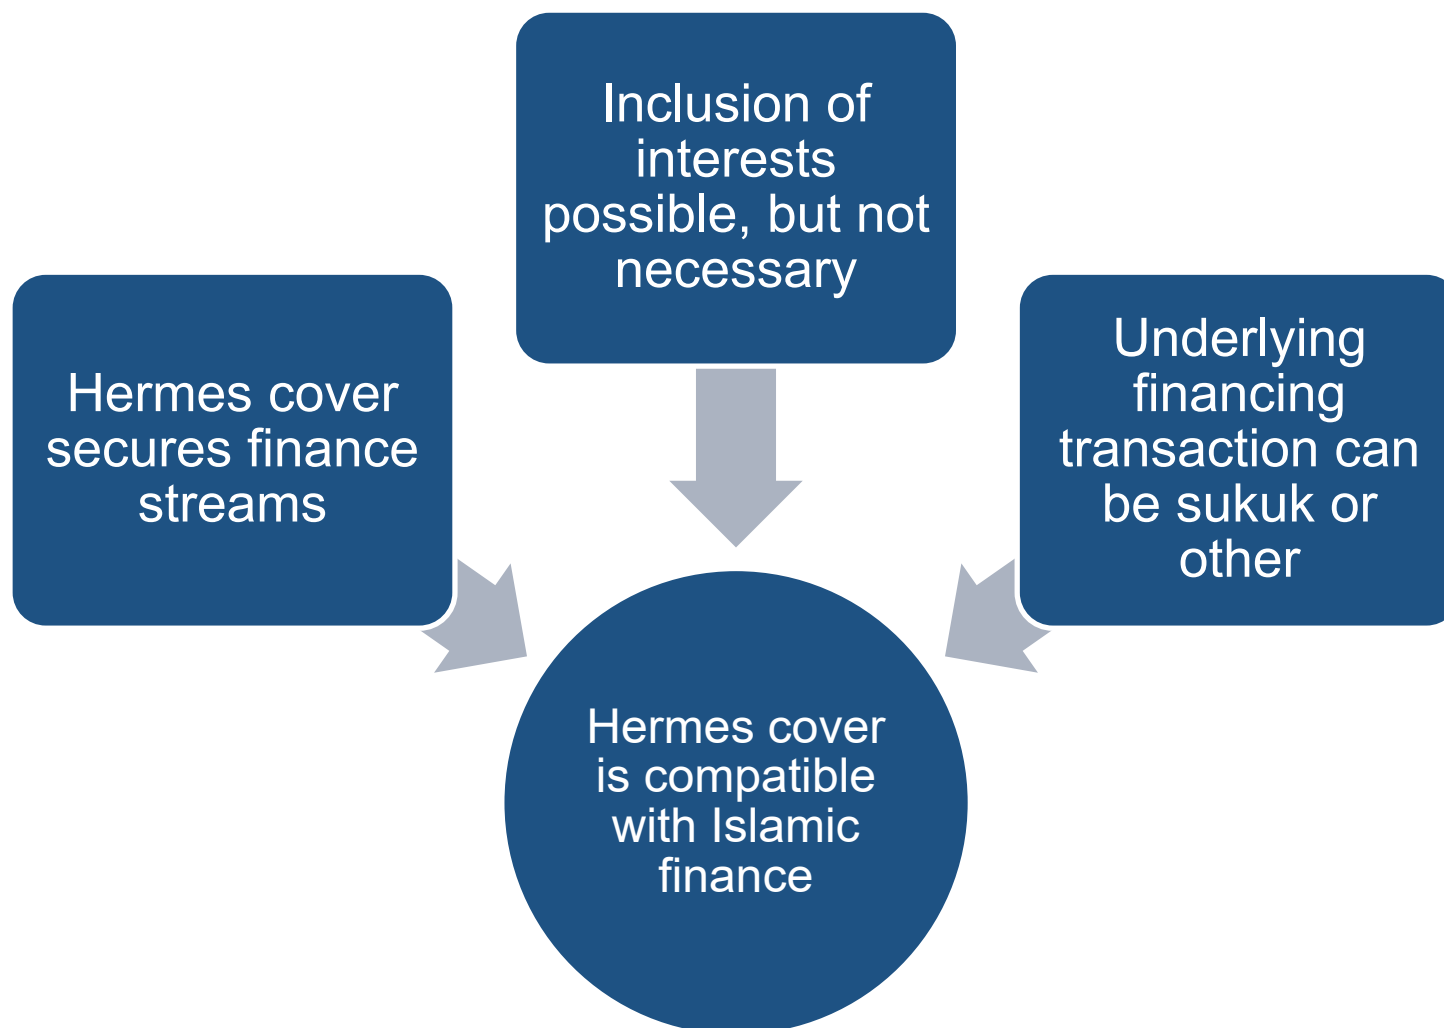 Inclusion of
interests
possible, but not
necessary
Hermes cover
secures finance
streams
Underlying
financing
transaction can
be sukuk or
other
Hermes cover
is compatible
with Islamic
finance